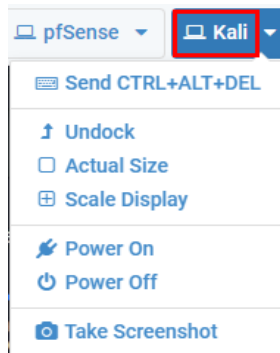 pfSense Kali
Send CTRL+ALT+DEL
Undock
Actual Size
Scale Display
Power On
Power Off
Take Screenshot